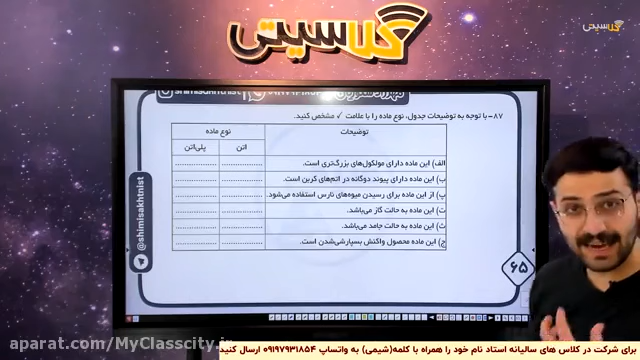 کلاسیتی
کلاسیتی
shimisakhtnist
۸۷- با توجه به توضیحات جدول، نوع ماده را با علامت ✓ مشخص کنید.
توضیحات
نوع ماده
اتن
پلی‌اتن
الف) این ماده دارای مولکول‌های بزرگ‌تری است.
ب) این ماده دارای پیوند دوگانه در اتم‌های کربن است.
پ) از این ماده برای رسیدن میوه‌های نارس استفاده می‌شود.
ت) این ماده به حالت گاز می‌باشد.
ث) این ماده به حالت جامد می‌باشد.
ج) این ماده محصول واکنش بسپارشی‌شدن است.
@shimisakhtnist
۶۵
aparat.com/MyClasscity.ir
برای شرکت در کلاس های سالیانه استاد نام خود را همراه با کلمه(شیمی) به واتساپ ۰۹۱۹۷۹۳۱۸۵۴ ارسال کنید